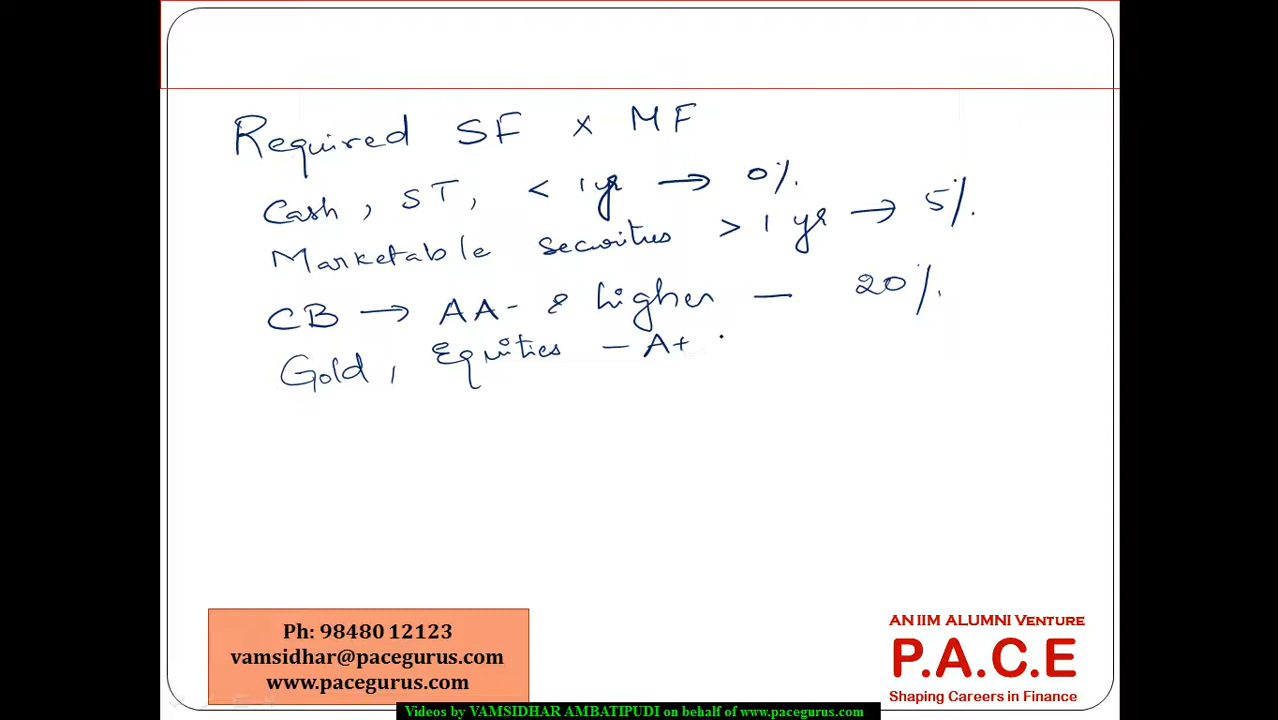 Required SF x MF
Cash, ST, < 1 yr → 0%.
Marketable Securities > 1 yr → 5%.
CB → AA- & higher — 20%.
Gold, Equities — A+
Ph: 98480 12123
vamsidhar@pacegurus.com
www.pacegurus.com
AN IIM ALUMNI VENTURE
P.A.C.E
Shaping Careers in Finance
Videos by VAMSIDHAR AMBATIPUDI on behalf of www.pacegurus.com